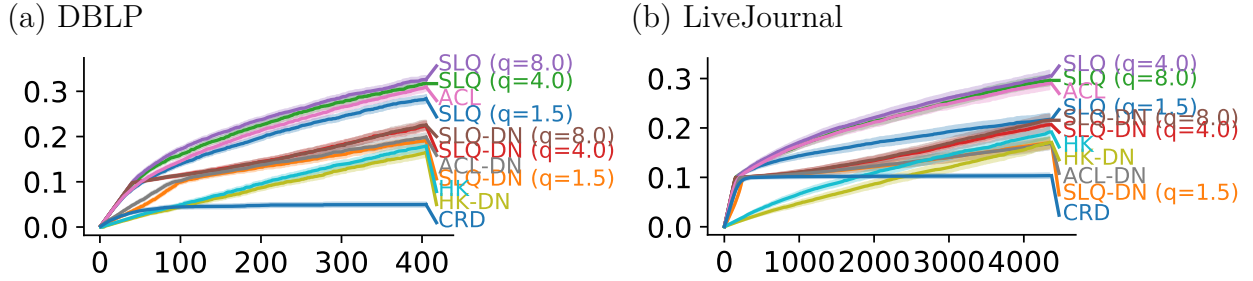 (a) DBLP
0.3
0.2
0.1
0.0
0 100 200 300 400
SLQ (q=8.0)
SLQ (q=4.0)
ACL
SLQ (q=1.5)
SLQ-DN (q=8.0)
SLQ-DN (q=4.0)
ACL-DN
SLQ-DN (q=1.5)
HK
HK-DN
CRD
(b) LiveJournal
0.3
0.2
0.1
0.0
0 1000 2000 3000 4000
SLQ (q=4.0)
SLQ (q=8.0)
ACL
SLQ (q=1.5)
SLQ-DN (q=8.0)
SLQ-DN (q=4.0)
HK
HK-DN
ACL-DN
SLQ-DN (q=1.5)
CRD